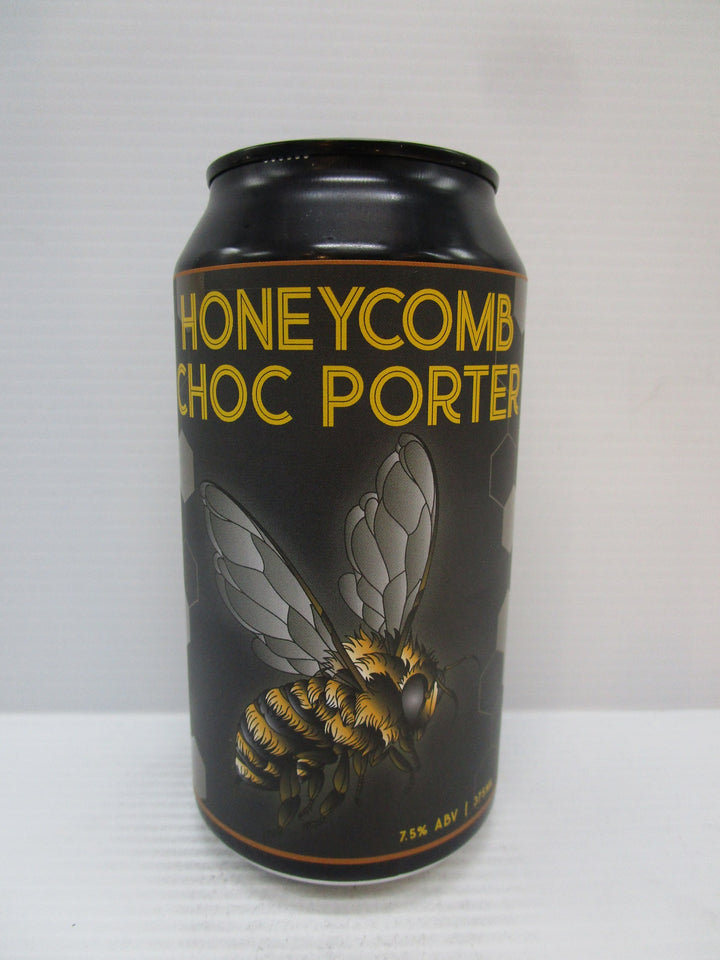 HONEYCOMB
CHOC PORTER
7.5% ABV | 375ML